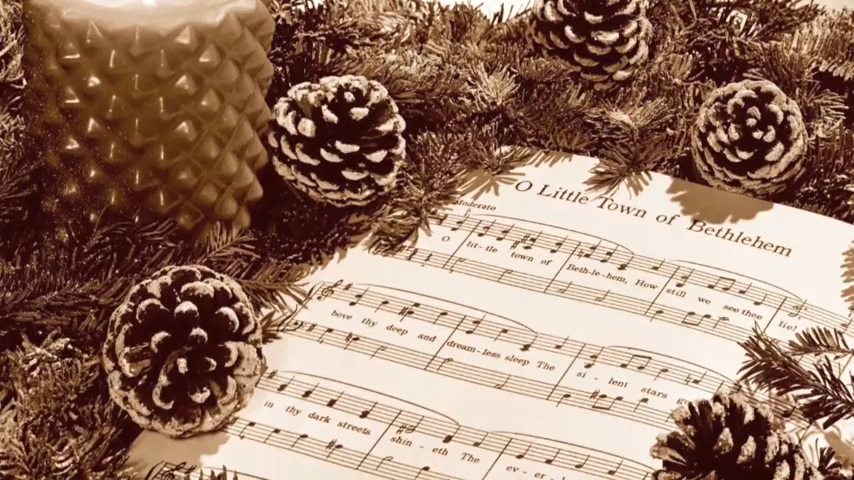 O Little Town of Bethlehem
Moderato
O lit-tle town of Beth-le-hem, How still we see thee lie!
bove thy deep and dream-less sleep The si - lent stars
in thy dark streets shin - eth The ev - er -